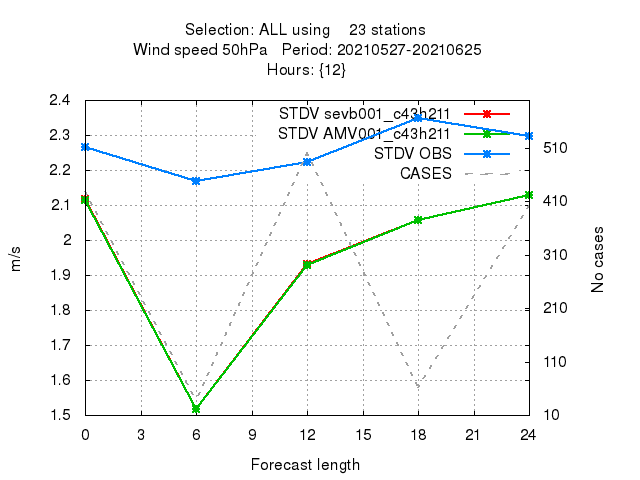 Selection: ALL using 23 stations
Wind speed 50hPa Period: 20210527-20210625
Hours: {12}
STDV sevb001_c43h211
STDV AMV001_c43h211
STDV OBS
CASES
2.4
2.3
2.2
2.1
2
1.9
1.8
1.7
1.6
1.5
m/s
510
410
310
210
110
10
No cases
0 3 6 9 12 15 18 21 24
Forecast length